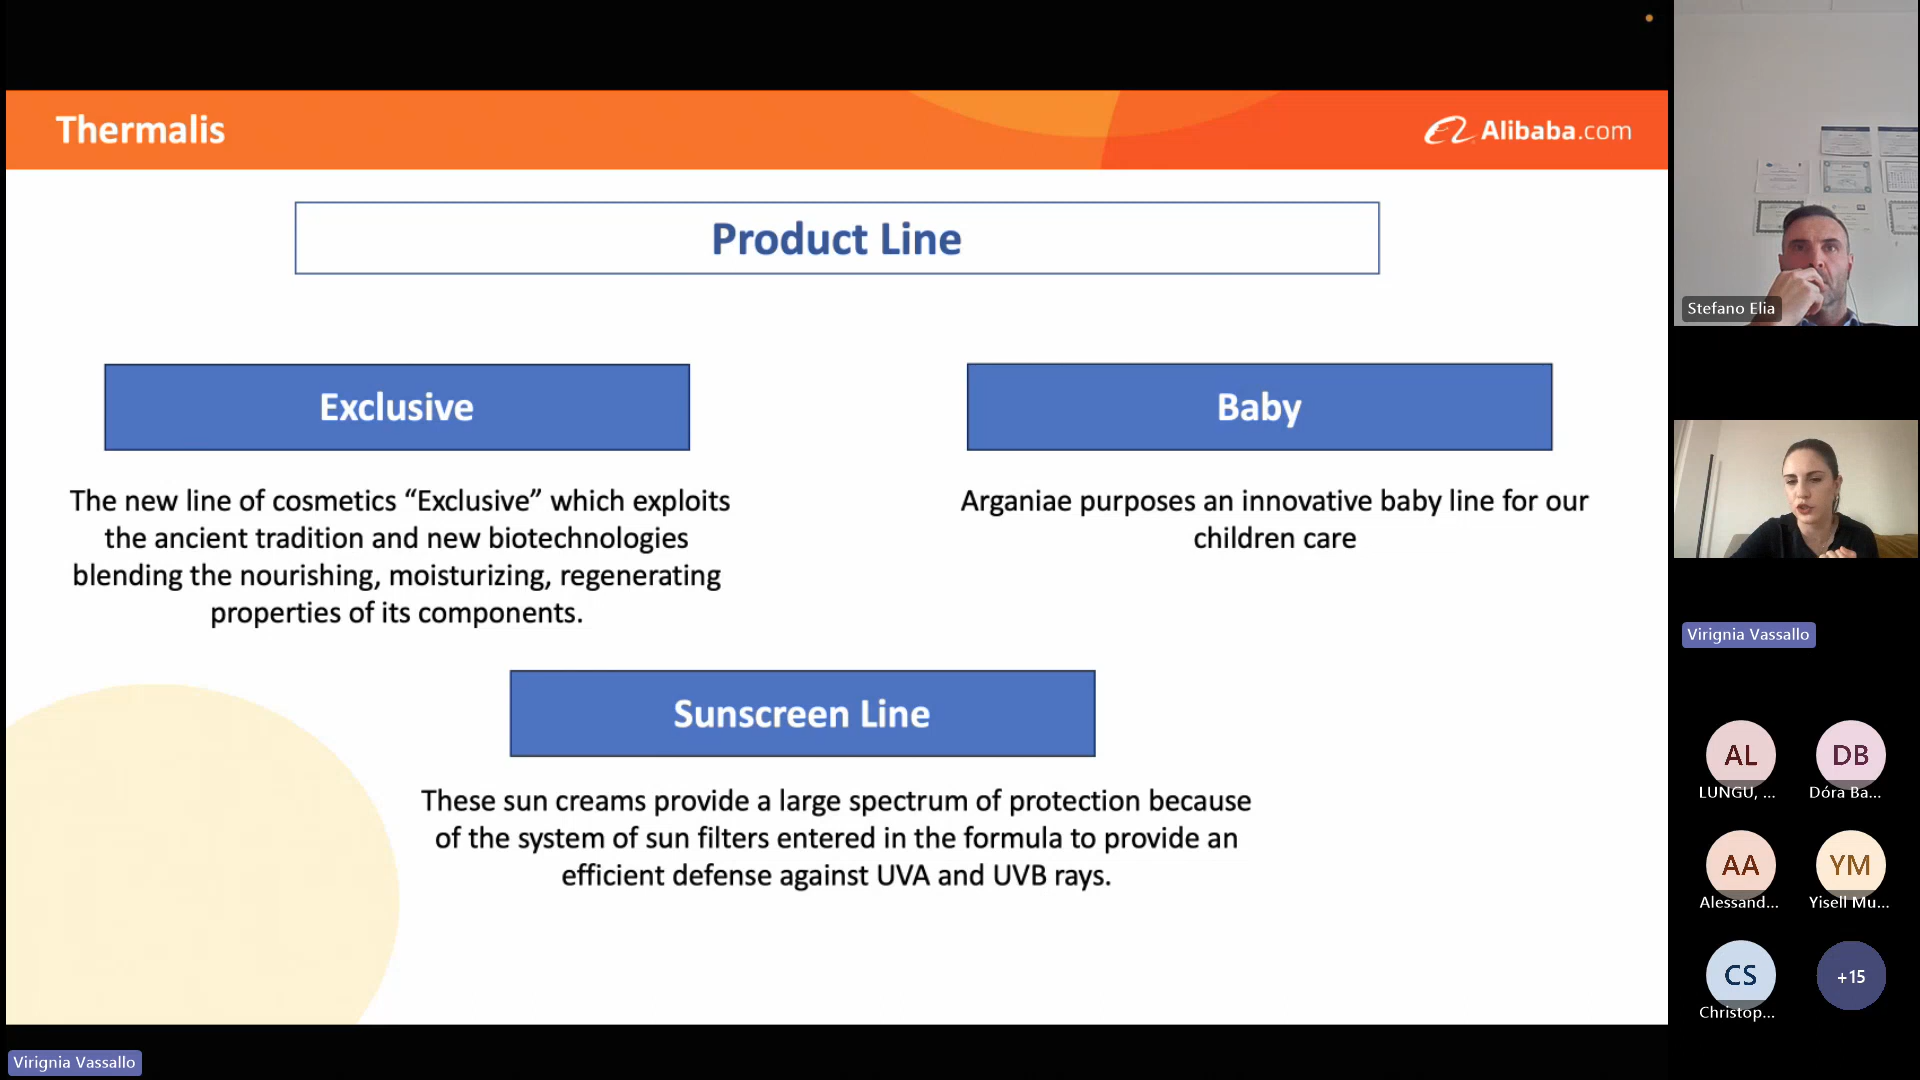 Thermalis
Alibaba.com
Product Line
Exclusive
Baby
The new line of cosmetics “Exclusive” which exploits
the ancient tradition and new biotechnologies
blending the nourishing, moisturizing, regenerating
properties of its components.
Arganiae purposes an innovative baby line for our
children care
Sunscreen Line
These sun creams provide a large spectrum of protection because
of the system of sun filters entered in the formula to provide an
efficient defense against UVA and UVB rays.
Stefano Elia
Virignia Vassallo
AL
DB
LUNGU, ...
Dóra Ba...
AA
YM
Alessand...
Yisell Mu...
CS
+15
Christop...
Virignia Vassallo